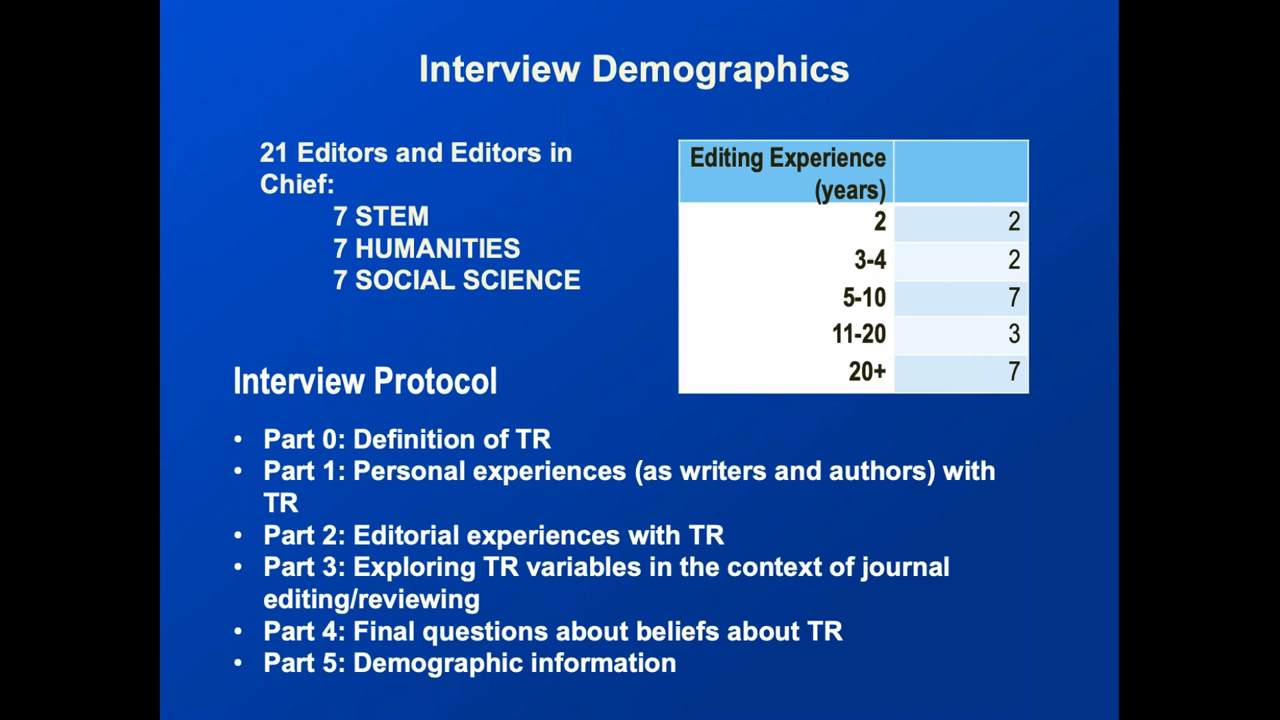 Interview Demographics
21 Editors and Editors in
Chief:
7 STEM
7 HUMANITIES
7 SOCIAL SCIENCE
Editing Experience
(years)
2 2
3-4 2
5-10 7
11-20 3
20+ 7
Interview Protocol
• Part 0: Definition of TR
• Part 1: Personal experiences (as writers and authors) with
TR
• Part 2: Editorial experiences with TR
• Part 3: Exploring TR variables in the context of journal
editing/reviewing
• Part 4: Final questions about beliefs about TR
• Part 5: Demographic information